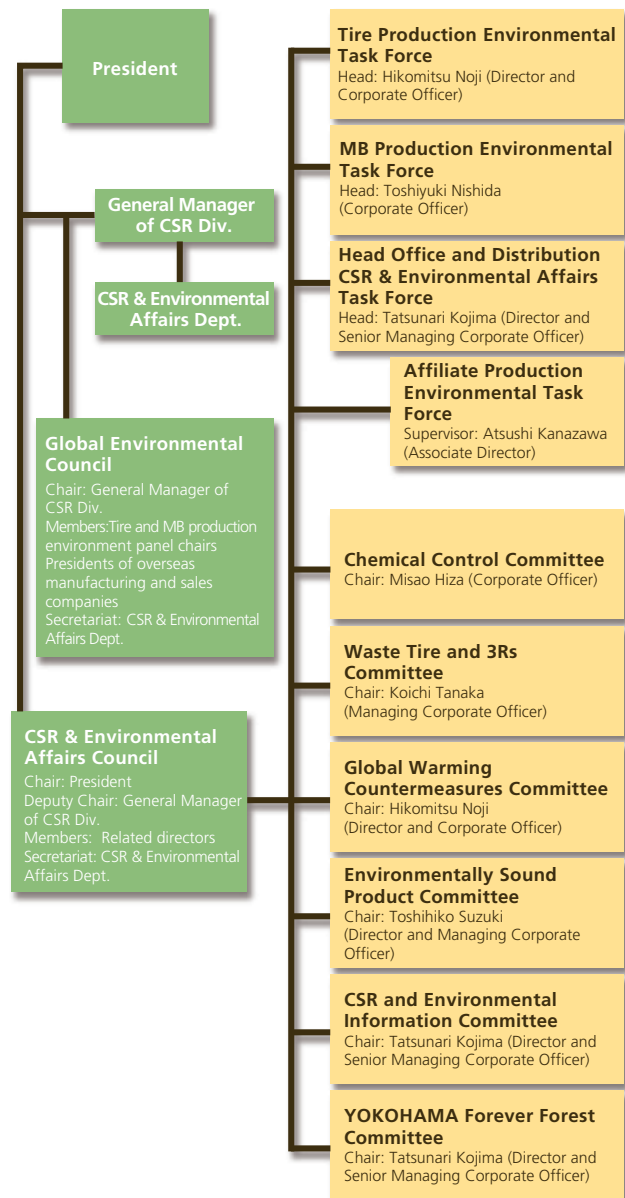 President
General Manager
of CSR Div.
CSR & Environmental
Affairs Dept.
Global Environmental
Council
Chair: General Manager of
CSR Div.
Members:Tire and MB production
environment panel chairs
Presidents of overseas
manufacturing and sales
companies
Secretariat: CSR & Environmental
Affairs Dept.
CSR & Environmental
Affairs Council
Chair: President
Deputy Chair: General Manager
of CSR Div.
Members: Related directors
Secretariat: CSR & Environmental
Affairs Dept.
Tire Production Environmental
Task Force
Head: Hikomitsu Noji (Director and
Corporate Officer)
MB Production Environmental
Task Force
Head: Toshiyuki Nishida
(Corporate Officer)
Head Office and Distribution
CSR & Environmental Affairs
Task Force
Head: Tatsunari Kojima (Director and
Senior Managing Corporate Officer)
Affiliate Production
Environmental Task
Force
Supervisor: Atsushi Kanazawa
(Associate Director)
Chemical Control Committee
Chair: Misao Hiza (Corporate Officer)
Waste Tire and 3Rs
Committee
Chair: Koichi Tanaka
(Managing Corporate Officer)
Global Warming
Countermeasures Committee
Chair: Hikomitsu Noji
(Director and Corporate Officer)
Environmentally Sound
Product Committee
Chair: Toshihiko Suzuki
(Director and Managing Corporate
Officer)
CSR and Environmental
Information Committee
Chair: Tatsunari Kojima (Director and
Senior Managing Corporate Officer)
YOKOHAMA Forever Forest
Committee
Chair: Tatsunari Kojima (Director and
Senior Managing Corporate Officer)